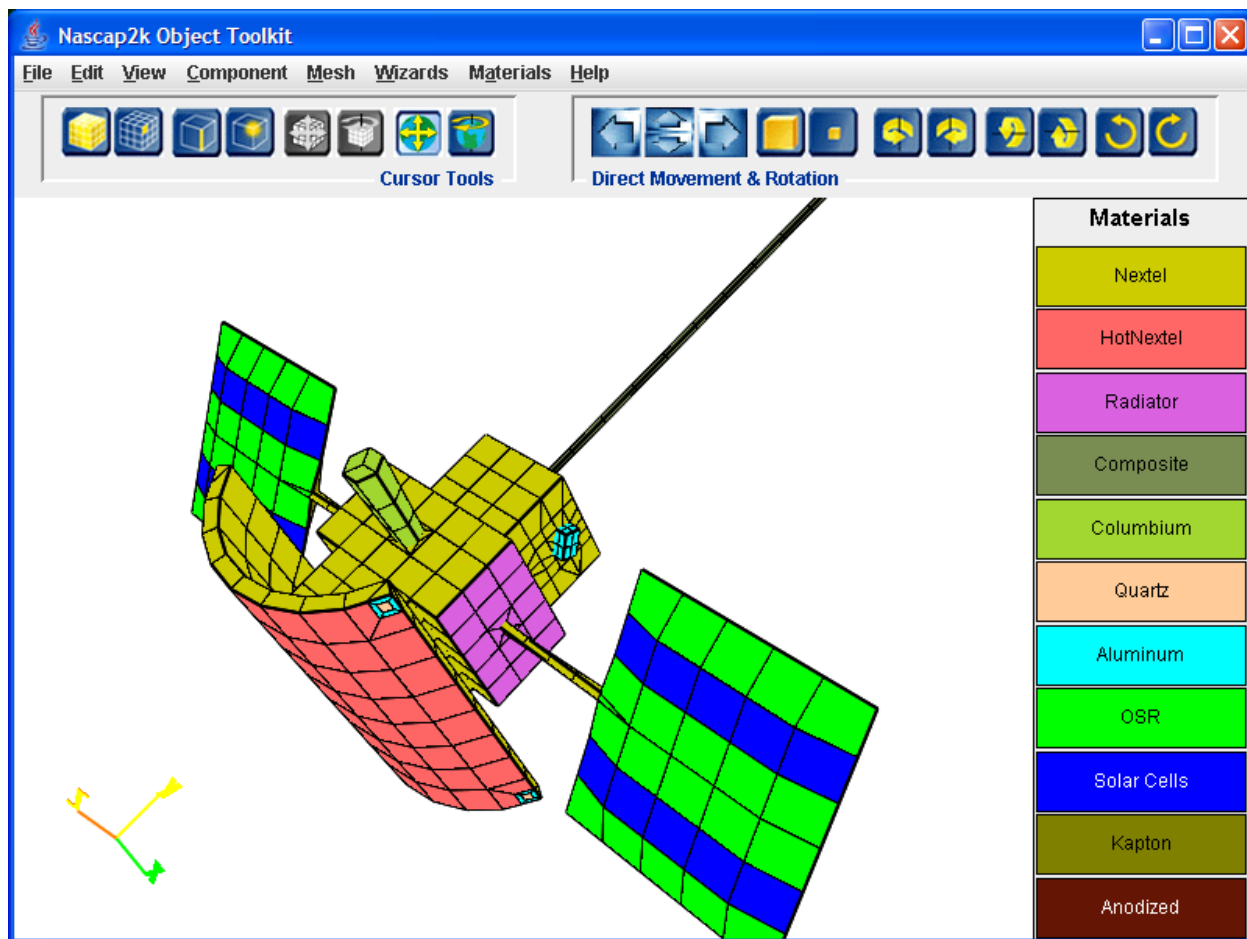 Nascap2k Object Toolkit
File Edit View Component Mesh Wizards Materials Help
Cursor Tools
Direct Movement & Rotation
Materials
Nextel
HotNextel
Radiator
Composite
Columbium
Quartz
Aluminum
OSR
Solar Cells
Kapton
Anodized